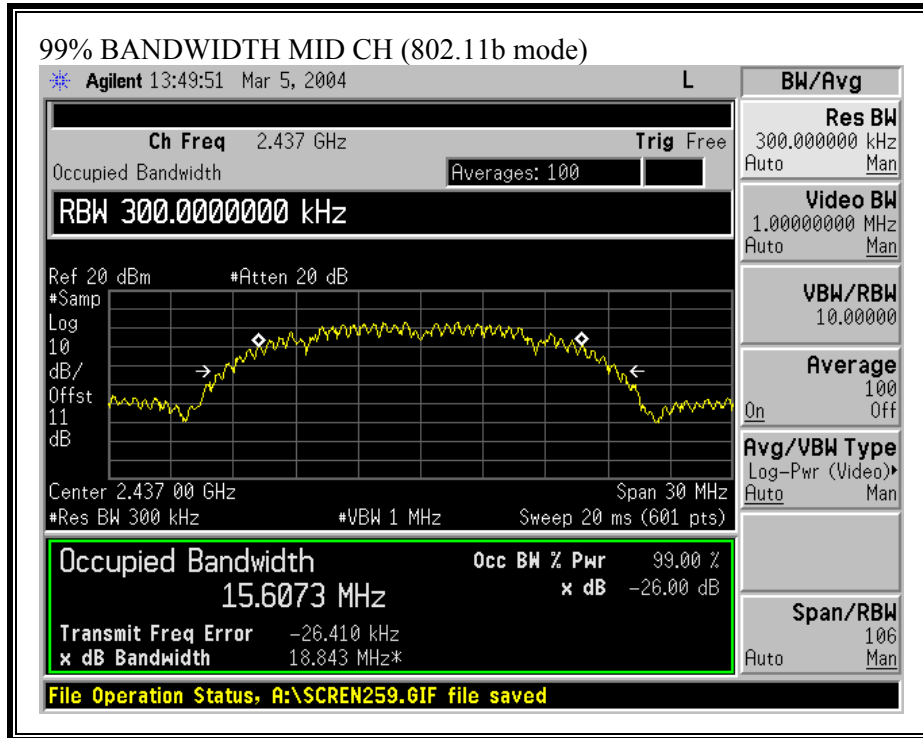 99% BANDWIDTH MID CH (802.11b mode)
Agilent 13:49:51 Mar 5, 2004 L
BW/Avg
Ch Freq 2.437 GHz Trig Free
Occupied Bandwidth Averages: 100
RBW 300.0000000 kHz
Ref 20 dBm #Atten 20 dB
#Samp
Log
10
dB/
Offst
11
dB
Center 2.437 00 GHz Span 30 MHz
#Res BW 300 kHz #VBW 1 MHz Sweep 20 ms (601 pts)
Occupied Bandwidth Occ BW % Pwr 99.00 %
x dB -26.00 dB
15.6073 MHz
Transmit Freq Error -26.410 kHz
x dB Bandwidth 18.843 MHz*
Res BW
300.000000 kHz
Auto Man
Video BW
1.00000000 MHz
Auto Man
VBW/RBW
10.00000
Average
100
On Off
Avg/VBW Type
Log-Pwr (Video)
Auto Man
Span/RBW
106
Auto Man
File Operation Status, A:\SCREN259.GIF file saved